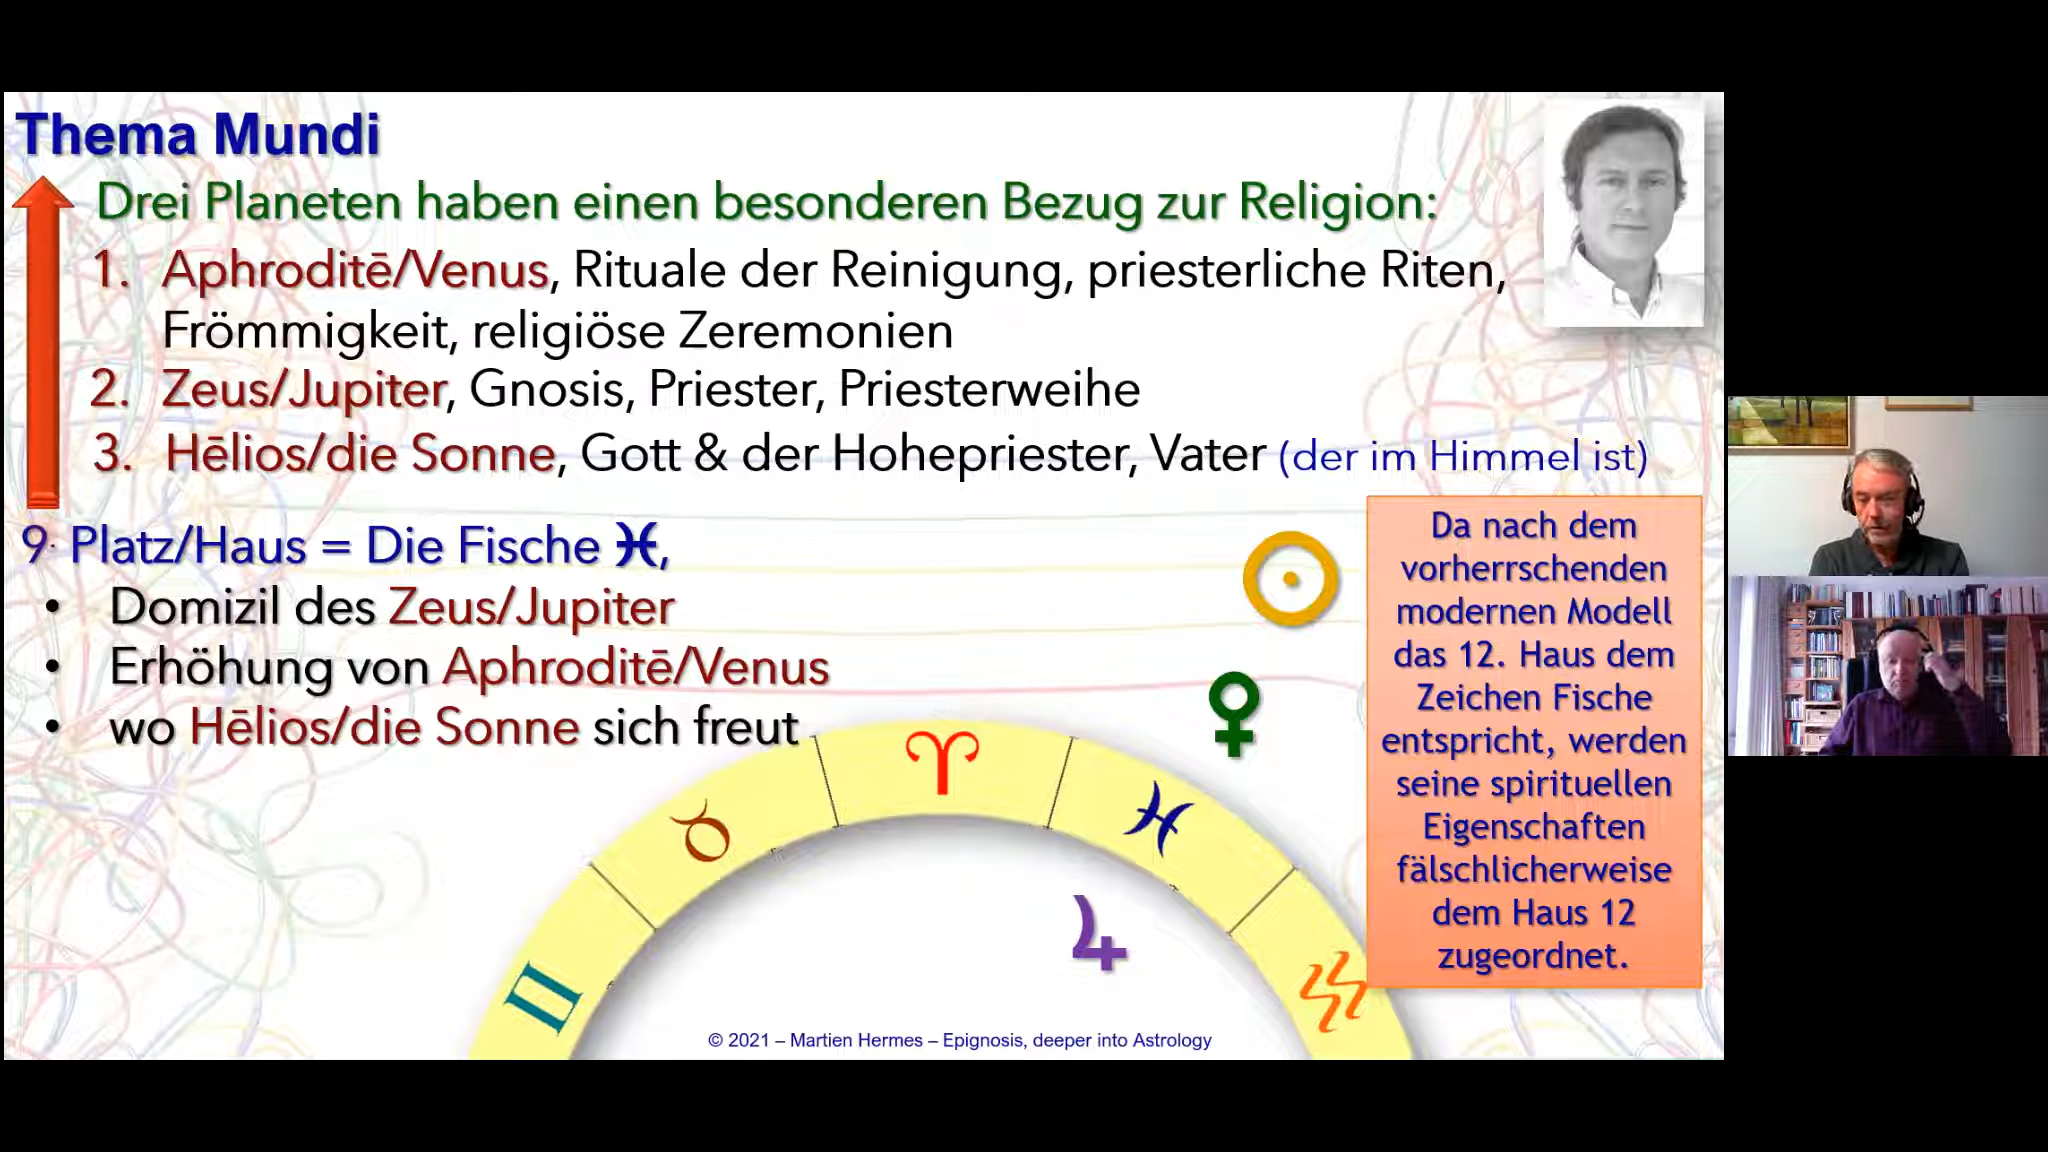 Thema Mundi
Drei Planeten haben einen besonderen Bezug zur Religion:
1. Aphroditē/Venus, Rituale der Reinigung, priesterliche Riten,
Frömmigkeit, religiöse Zeremonien
2. Zeus/Jupiter, Gnosis, Priester, Priesterweihe
3. Hēlios/die Sonne, Gott & der Hohepriester, Vater (der im Himmel ist)
9. Platz/Haus = Die Fische ♓,
• Domizil des Zeus/Jupiter
• Erhöhung von Aphroditē/Venus
• wo Hēlios/die Sonne sich freut
Da nach dem
vorherrschenden
modernen Modell
das 12. Haus dem
Zeichen Fische
entspricht, werden
seine spirituellen
Eigenschaften
fälschlicherweise
dem Haus 12
zugeordnet.
© 2021 – Martien Hermes – Epignosis, deeper into Astrology